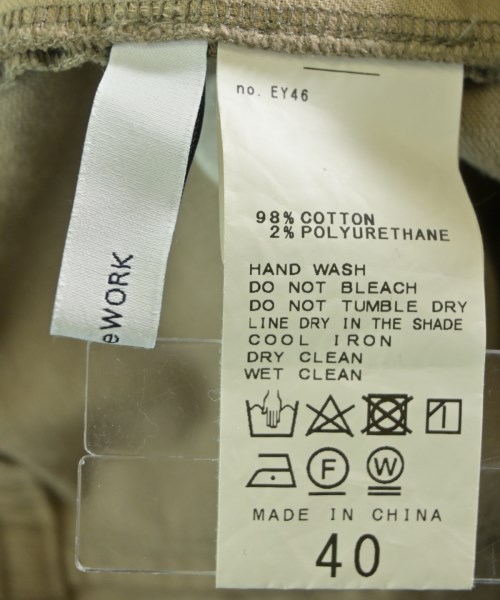 no. EY46
98% COTTON
2% POLYURETHANE
HAND WASH
DO NOT BLEACH
DO NOT TUMBLE DRY
LINE DRY IN THE SHADE
COOL IRON
DRY CLEAN
WET CLEAN
F W
MADE IN CHINA
40
eWORK